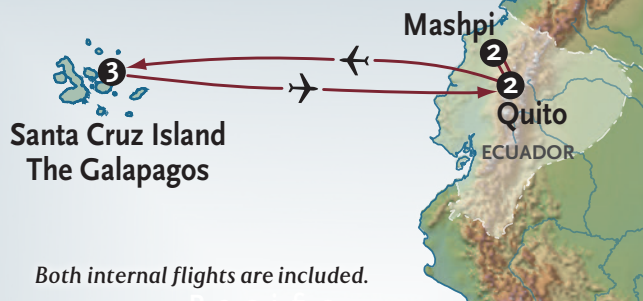 Mashpi
2
3
2
Quito
Santa Cruz Island
The Galapagos
ECUADOR
Both internal flights are included.